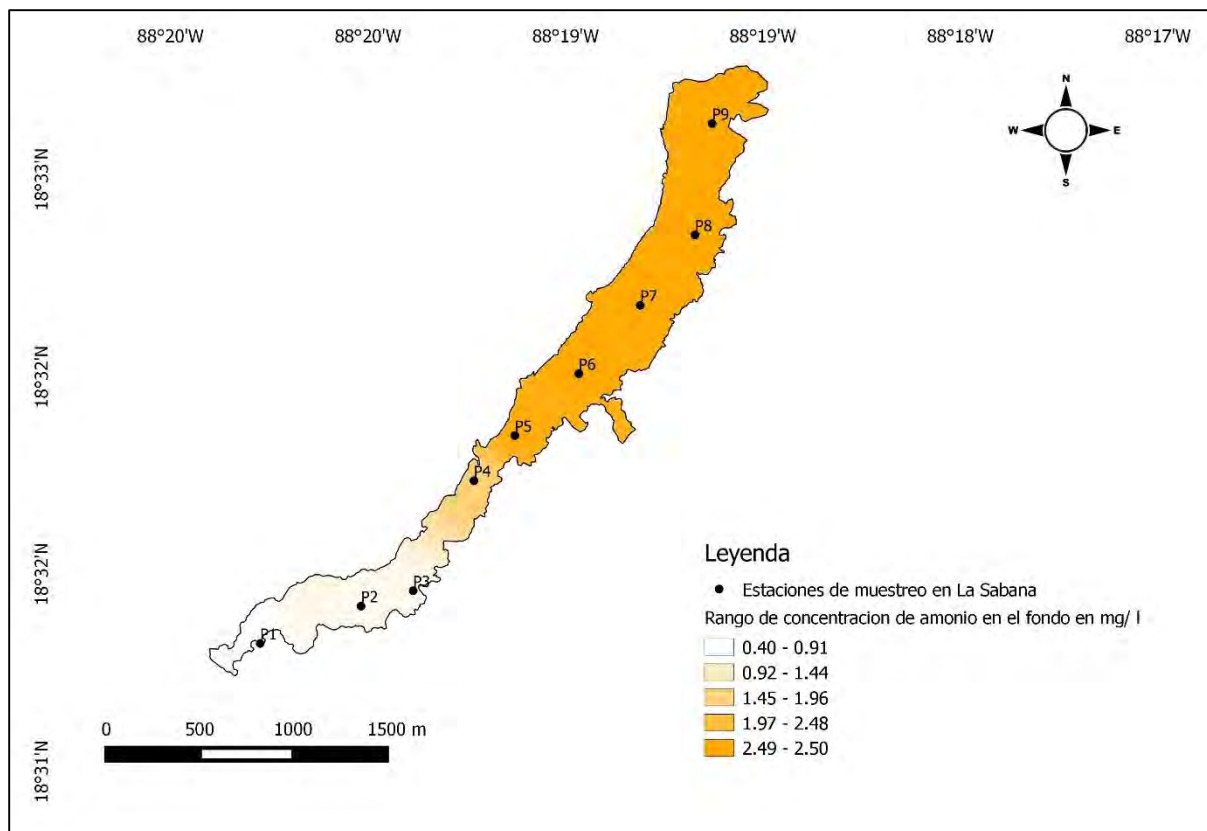 88°20'W 88°20'W 88°19'W 88°19'W 88°18'W 88°17'W
N
W E
S
18°33'N
18°32'N
18°32'N
18°31'N
P9
P8
P7
P6
P5
P4
P3
P2
P1
Leyenda
Estaciones de muestreo en La Sabana
Rango de concentracion de amonio en el fondo en mg/ l
0.40 - 0.91
0.92 - 1.44
1.45 - 1.96
1.97 - 2.48
2.49 - 2.50
0 500 1000 1500 m